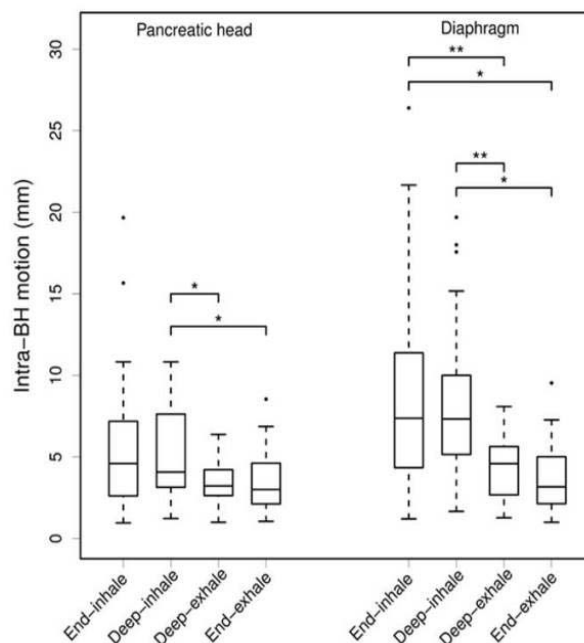 Pancreatic head
Diaphragm
30
25
20
15
10
5
0
Intra–BH motion (mm)
**
*
**
*
*
*
End–inhale
Deep–inhale
Deep–exhale
End–exhale
End–inhale
Deep–inhale
Deep–exhale
End–exhale